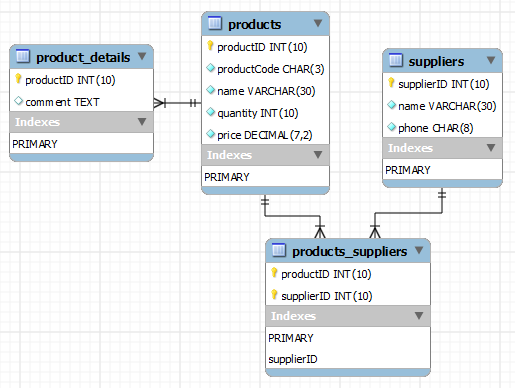 product_details
productID INT(10)
comment TEXT
Indexes
PRIMARY
products
productID INT(10)
productCode CHAR(3)
name VARCHAR(30)
quantity INT(10)
price DECIMAL(7,2)
Indexes
PRIMARY
suppliers
supplierID INT(10)
name VARCHAR(30)
phone CHAR(8)
Indexes
PRIMARY
products_suppliers
productID INT(10)
supplierID INT(10)
Indexes
PRIMARY
supplierID